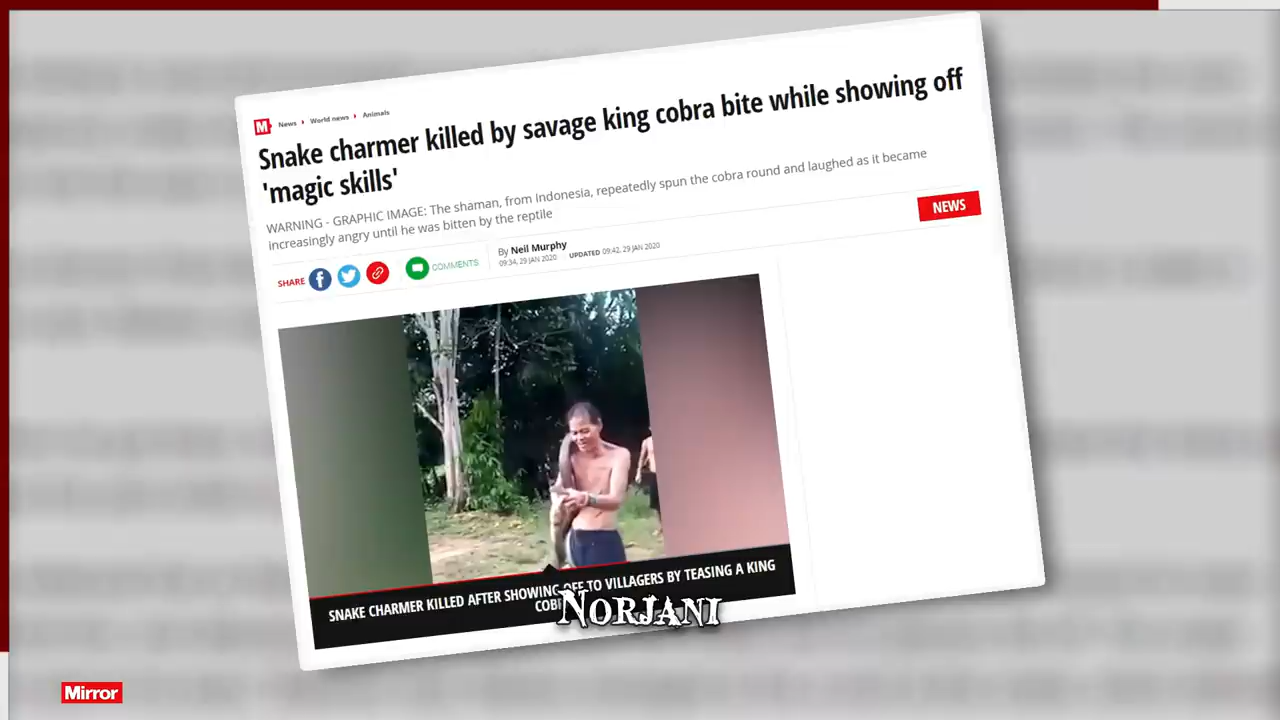 M News › World news › Animals
Snake charmer killed by savage king cobra bite while showing off
'magic skills'
WARNING - GRAPHIC IMAGE: The shaman, from Indonesia, repeatedly spun the cobra round and laughed as it became
increasingly angry until he was bitten by the reptile
NEWS
SHARE COMMENTS
By Neil Murphy
09:34, 29 JAN 2020 UPDATED 09:42, 29 JAN 2020
SNAKE CHARMER KILLED AFTER SHOWING OFF TO VILLAGERS BY TEASING A KING
NORJANI
Mirror